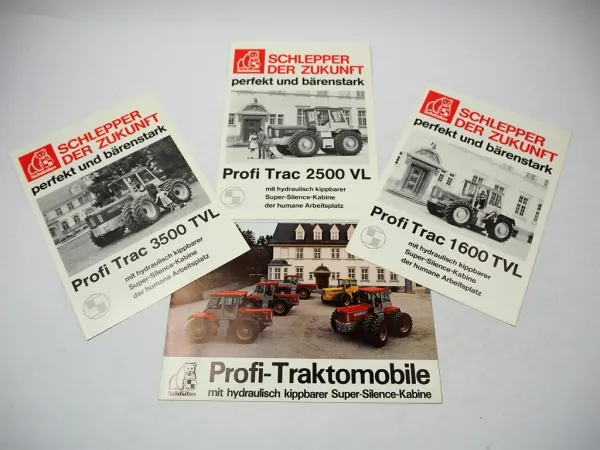 Schlüter
SCHLEPPER
DER ZUKUNFT
perfekt und bärenstark
Profi Trac 2500 VL
mit hydraulisch kippbarer
Super-Silence-Kabine
der humane Arbeitsplatz
SCHLEPPER
DER ZUKUNFT
perfekt und bärenstark
Profi Trac 3500 TVL
mit hydraulisch kippbarer
Super-Silence-Kabine
der humane Arbeitsplatz
SCHLEPPER
DER ZUKUNFT
perfekt und bärenstark
Profi Trac 1600 TVL
mit hydraulisch kippbarer
Super-Silence-Kabine
der humane Arbeitsplatz
Schlüter
Profi-Traktomobile
mit hydraulisch kippbarer Super-Silence-Kabine